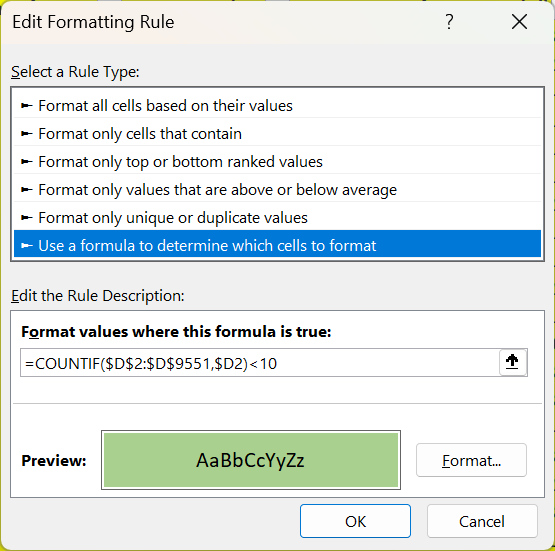 Edit Formatting Rule
?
Select a Rule Type:
► Format all cells based on their values
► Format only cells that contain
► Format only top or bottom ranked values
► Format only values that are above or below average
► Format only unique or duplicate values
► Use a formula to determine which cells to format
Edit the Rule Description:
Format values where this formula is true:
=COUNTIF($D$2:$D$9551,$D2)<10
Preview:
AaBbCcYyZz
Format...
OK
Cancel